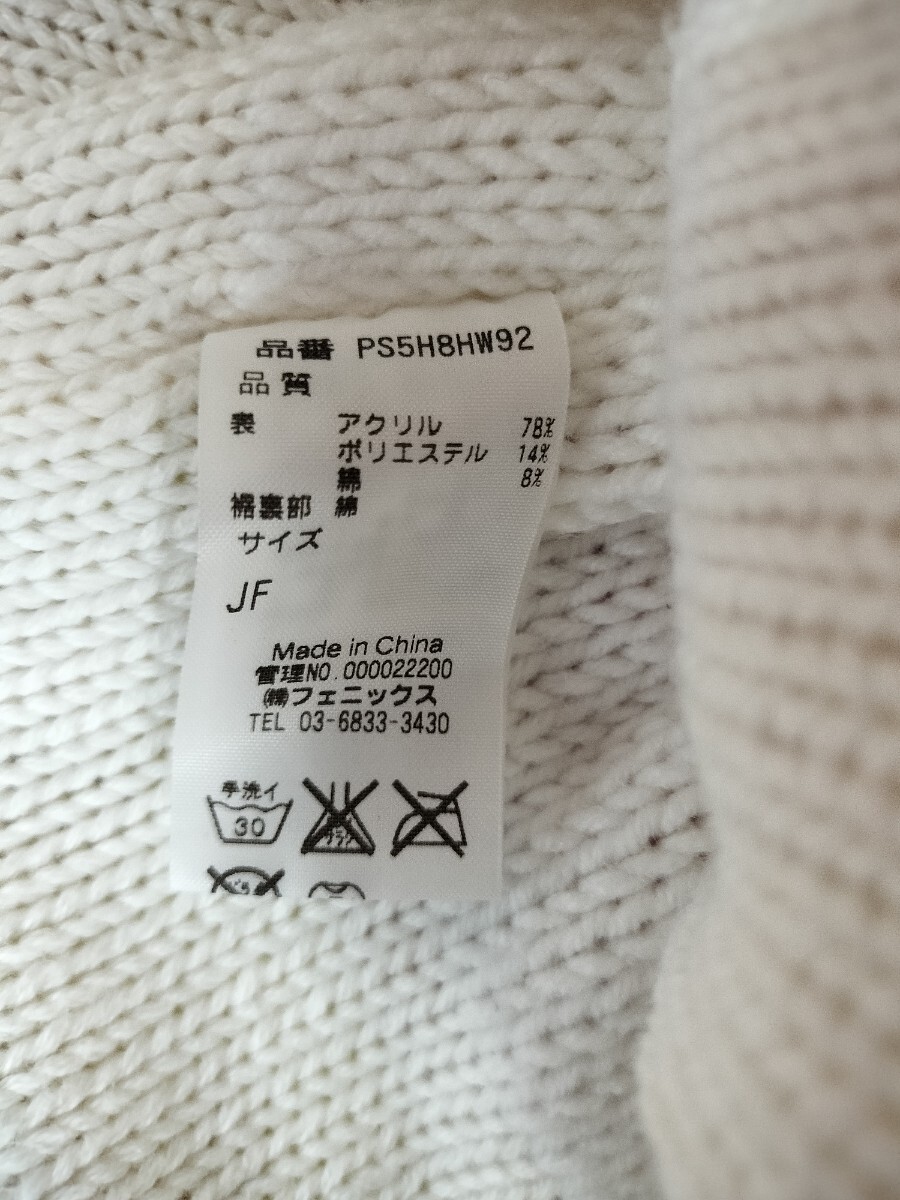 品番 PS5H8HW92
品質
表 アクリル 78%
ポリエステル 14%
綿 8%
裾裏部 綿
サイズ
JF
Made in China
管理NO.000022200
㈱フェニックス
TEL 03-6833-3430
手洗イ
30